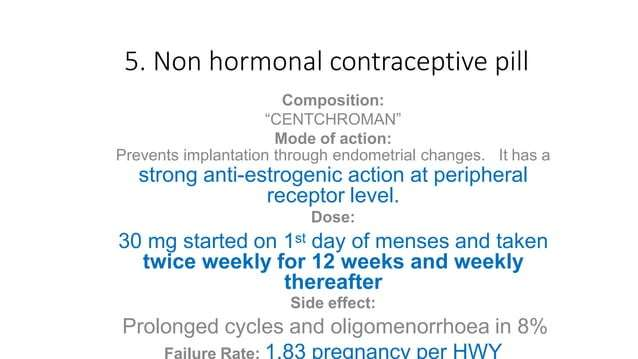 5. Non hormonal contraceptive pill
Composition:
“CENTCHROMAN”
Mode of action:
Prevents implantation through endometrial changes. It has a
strong anti-estrogenic action at peripheral
receptor level.
Dose:
30 mg started on 1st day of menses and taken
twice weekly for 12 weeks and weekly
thereafter
Side effect:
Prolonged cycles and oligomenorrhoea in 8%
Failure Rate: 1.83 pregnancy per HWY